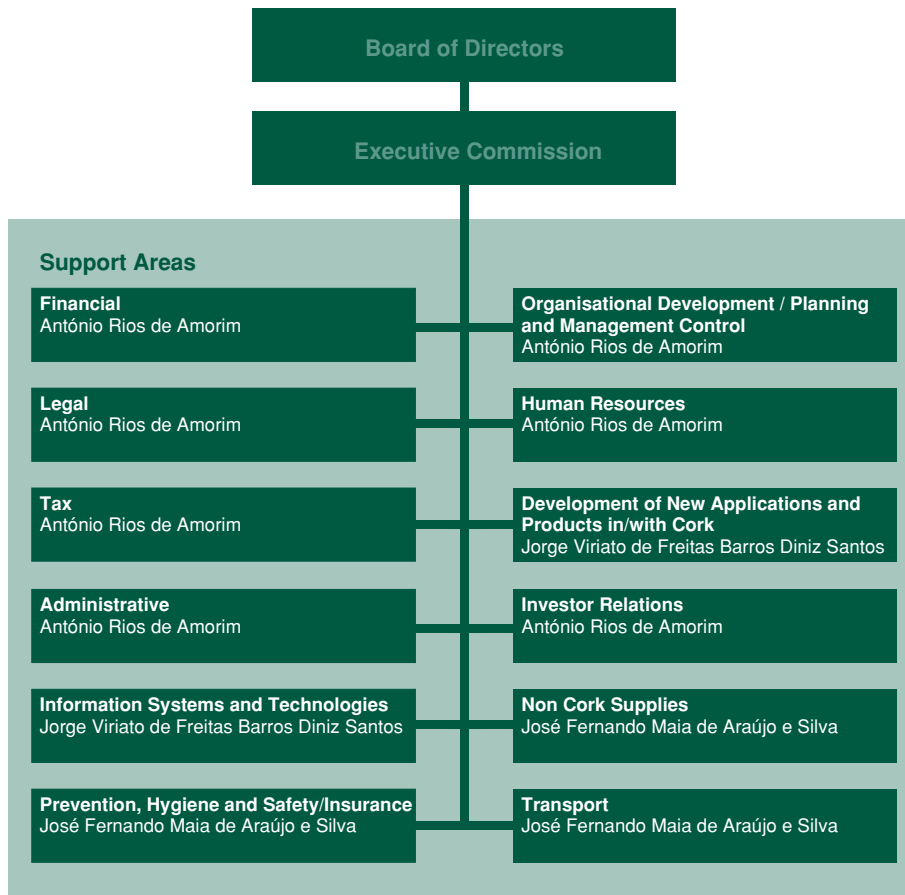 Board of Directors
Executive Commission
Support Areas
Financial
António Rios de Amorim
Organisational Development / Planning
and Management Control
António Rios de Amorim
Legal
António Rios de Amorim
Human Resources
António Rios de Amorim
Tax
António Rios de Amorim
Development of New Applications and
Products in/with Cork
Jorge Viriato de Freitas Barros Diniz Santos
Administrative
António Rios de Amorim
Investor Relations
António Rios de Amorim
Information Systems and Technologies
Jorge Viriato de Freitas Barros Diniz Santos
Non Cork Supplies
José Fernando Maia de Araújo e Silva
Prevention, Hygiene and Safety/Insurance
José Fernando Maia de Araújo e Silva
Transport
José Fernando Maia de Araújo e Silva